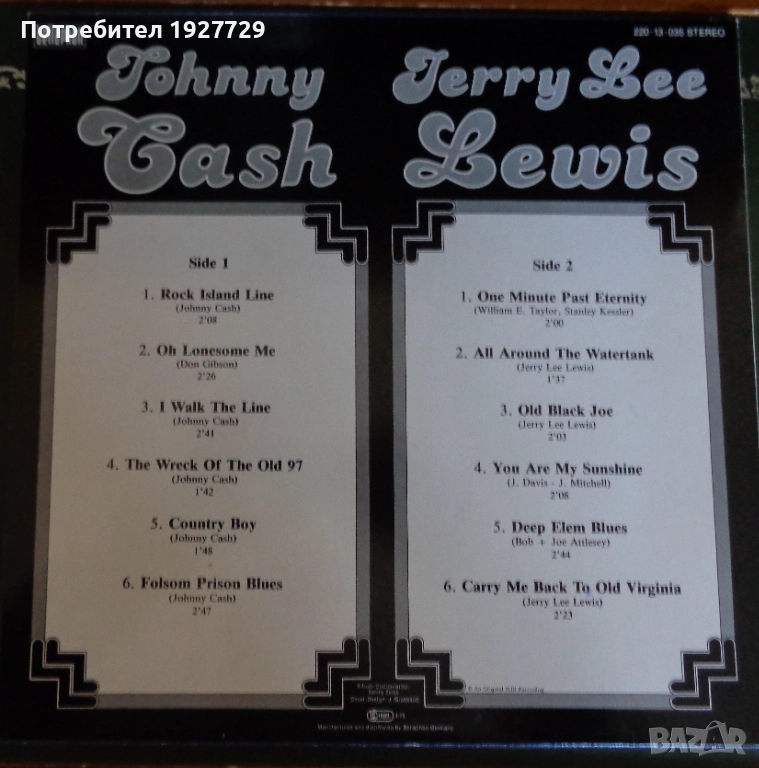 Потребител 1927729
220·13·035 STEREO
Johnny
Cash
Side 1
1. Rock Island Line
(Johnny Cash)
2'08
2. Oh Lonesome Me
(Don Gibson)
2'26
3. I Walk The Line
(Johnny Cash)
2'41
4. The Wreck Of The Old 97
(Johnny Cash)
1'42
5. Country Boy
(Johnny Cash)
1'48
6. Folsom Prison Blues
(Johnny Cash)
2'47
Jerry Lee
Lewis
Side 2
1. One Minute Past Eternity
(William E. Taylor, Stanley Kessler)
2'00
2. All Around The Watertank
(Jerry Lee Lewis)
1'37
3. Old Black Joe
(Jerry Lee Lewis)
2'03
4. You Are My Sunshine
(J. Davis - J. Mitchell)
2'08
5. Deep Elem Blues
(Bob + Joe Attlesey)
2'44
6. Carry Me Back To Old Virginia
(Jerry Lee Lewis)
2'23
BAZAR